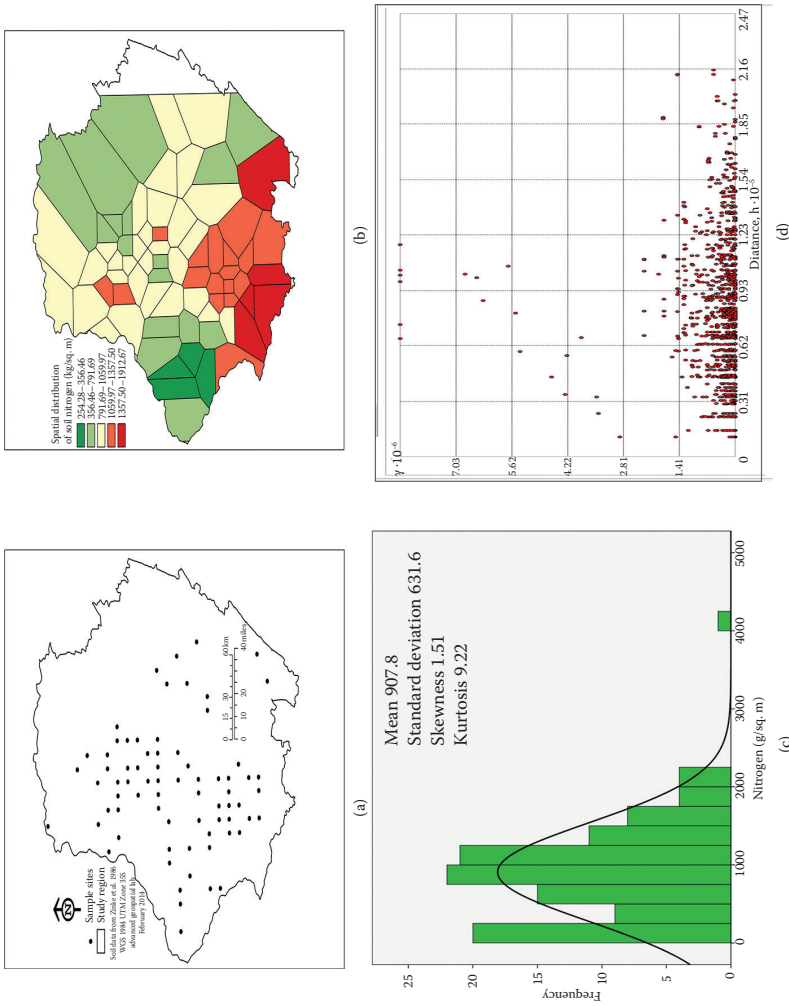 N
Sample sites
Study region
Soil data from Zinke et al. 1986
WGS 1984 UTM Zone 35S
advanced geospatial lab
February 2014
0 15 30 60 km
0 10 20 40 miles
(a)
Spatial distribution
of soil nitrogen (kg/sq. m)
254.28–356.46
356.46–791.69
791.69–1059.97
1059.97–1357.50
1357.50–1912.67
(b)
Mean 907.8
Standard deviation 631.6
Skewness 1.51
Kurtosis 9.22
25
20
15
10
5
0
Frequency
0 1000 2000 3000 4000 5000
Nitrogen (g/sq. m)
(c)
γ · 10⁻⁶
7.03
5.62
4.22
2.81
1.41
0 0.31 0.62 0.93 1.23 1.54 1.85 2.16 2.47
Diatance, h · 10⁻⁵
(d)